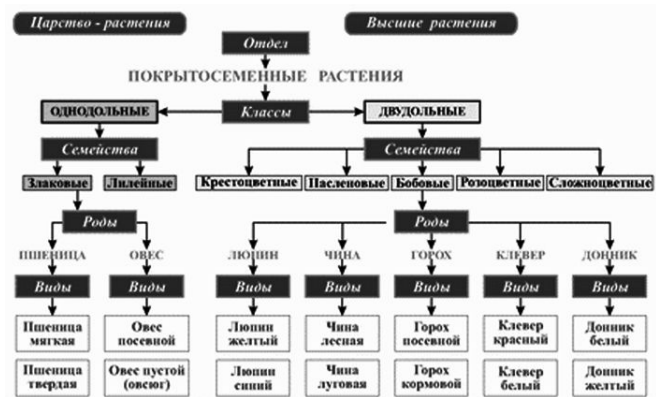 Царство - растения
Высшие растения
Отдел
ПОКРЫТОСЕМЕННЫЕ РАСТЕНИЯ
ОДНОДОЛЬНЫЕ
Классы
ДВУДОЛЬНЫЕ
Семейства
Семейства
Злаковые
Лилейные
Крестоцветные
Пасленовые
Бобовые
Розоцветные
Сложноцветные
Роды
Роды
ПШЕНИЦА
ОВЕС
ЛЮПИН
ЧИНА
ГОРОХ
КЛЕВЕР
ДОННИК
Виды
Виды
Виды
Виды
Виды
Виды
Виды
Пшеница
мягкая
Овес
посевной
Люпин
желтый
Чина
лесная
Горох
посевной
Клевер
красный
Донник
белый
Пшеница
твердая
Овес пустой
(овсюг)
Люпин
синий
Чина
луговая
Горох
кормовой
Клевер
белый
Донник
желтый